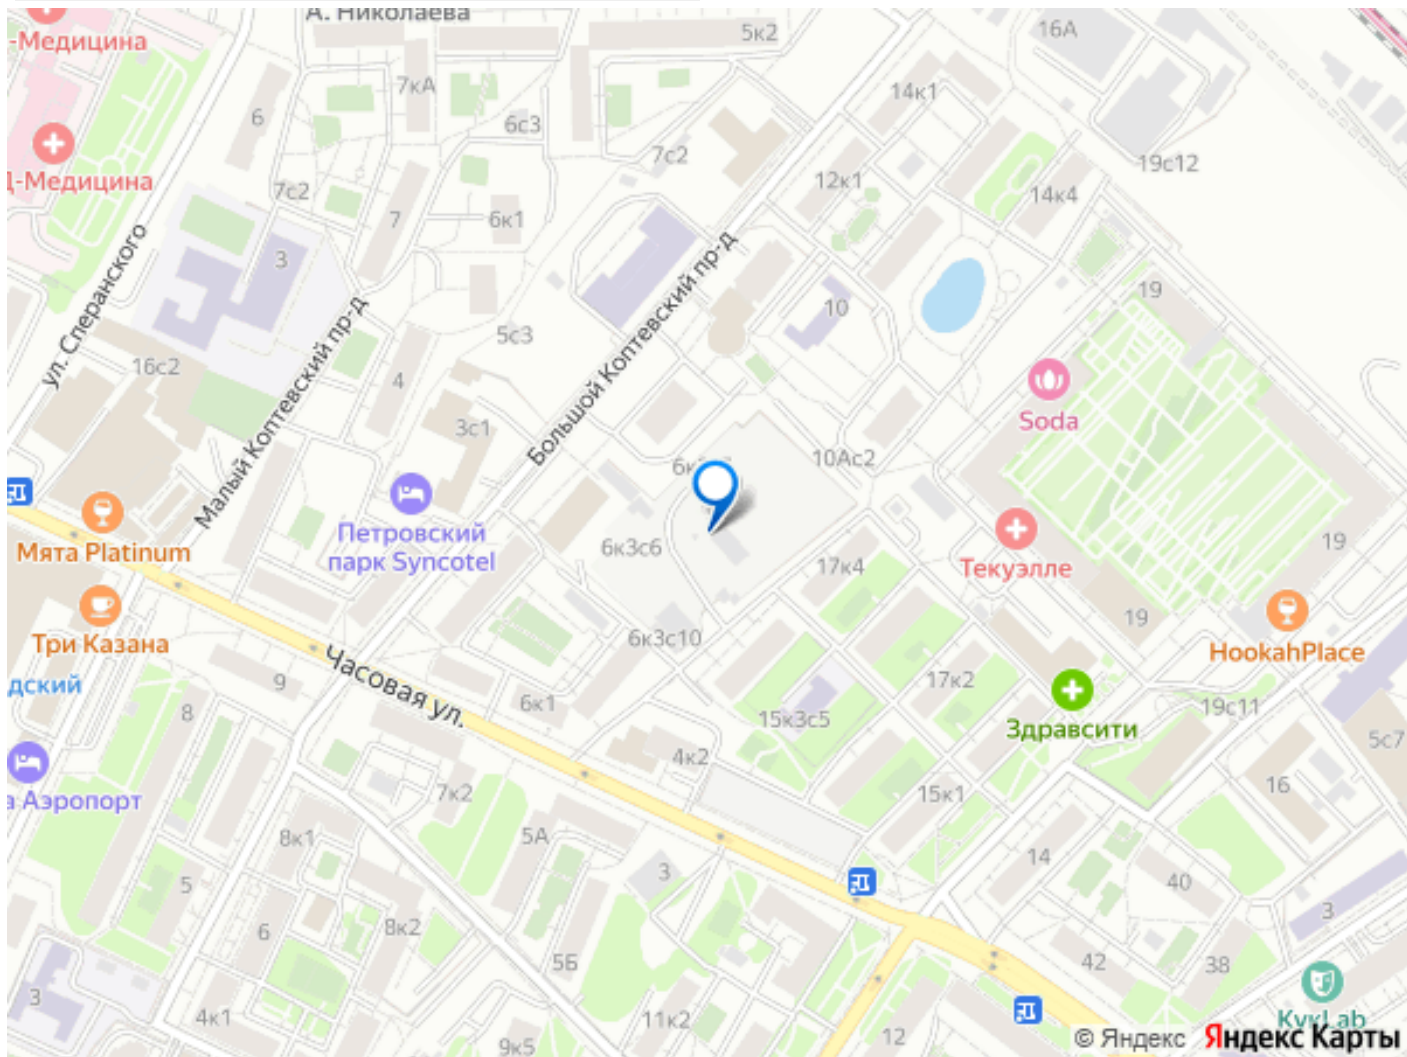 А. Николаева
5к2
16А
-Медицина
7кА
14к1
6
6с3
7с2
19с12
Д-Медицина
12к1
14к4
7с2
7
6к1
3
ул. Сперанского
Малый Коптевский пр-д
Большой Коптевский пр-д
10
19
5с3
16с2
4
Soda
3с1
10Ас2
Петровский
парк Syncotel
Мята Platinum
6к3с6
17к4
Текуэлле
19
19
Три Казана
6к3с10
HookahPlace
Часовая ул.
дский
9
17к2
8
6к1
15к3с5
19с11
Здравсити
4к2
5с7
а Аэропорт
7к2
15к1
16
8к1
5А
14
3
40
5
3
6
8к2
5Б
42
38
3
4к1
11к2
12
9к5
КукLab
© Яндекс Яндекс Карты